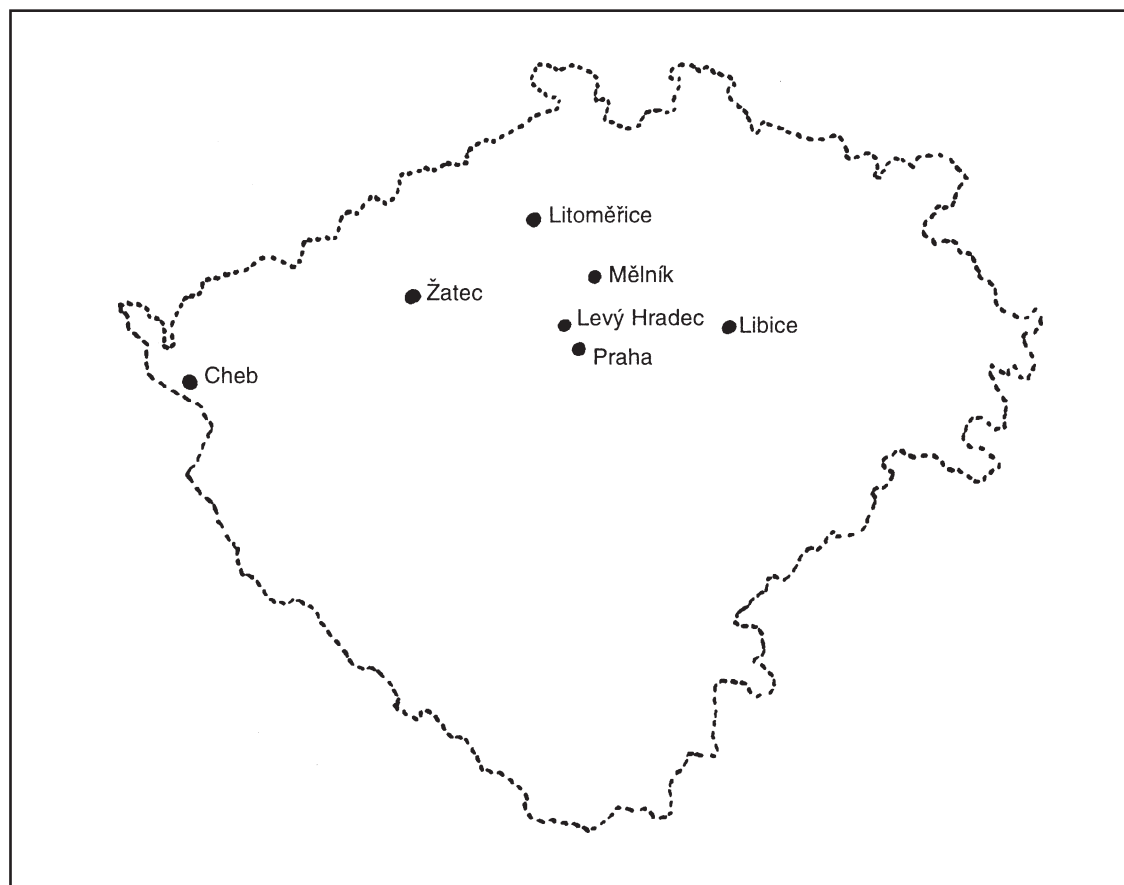 Litoměřice
Mělník
Žatec
Levý Hradec
Libice
Praha
Cheb